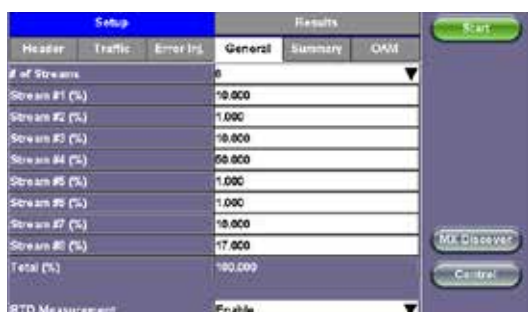 Setup
Results
Start
Header
Traffic
Error Inj.
General
Summary
OAM
# of Streams 8
Stream #1 (%) 10.000
Stream #2 (%) 1.000
Stream #3 (%) 10.000
Stream #4 (%) 50.000
Stream #5 (%) 1.000
Stream #6 (%) 1.000
Stream #7 (%) 10.000
Stream #8 (%) 17.000
MX Discover
Total (%) 100.000
Control
RTD Measurement Enable